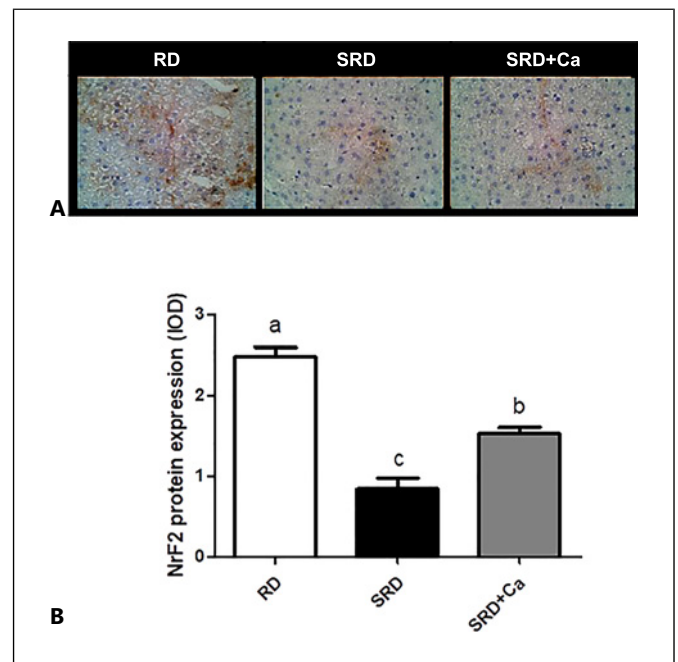 RD SRD SRD+Ca
A
NrF2 protein expression (IOD)
3
2
1
0
a
c
b
RD SRD SRD+Ca
B